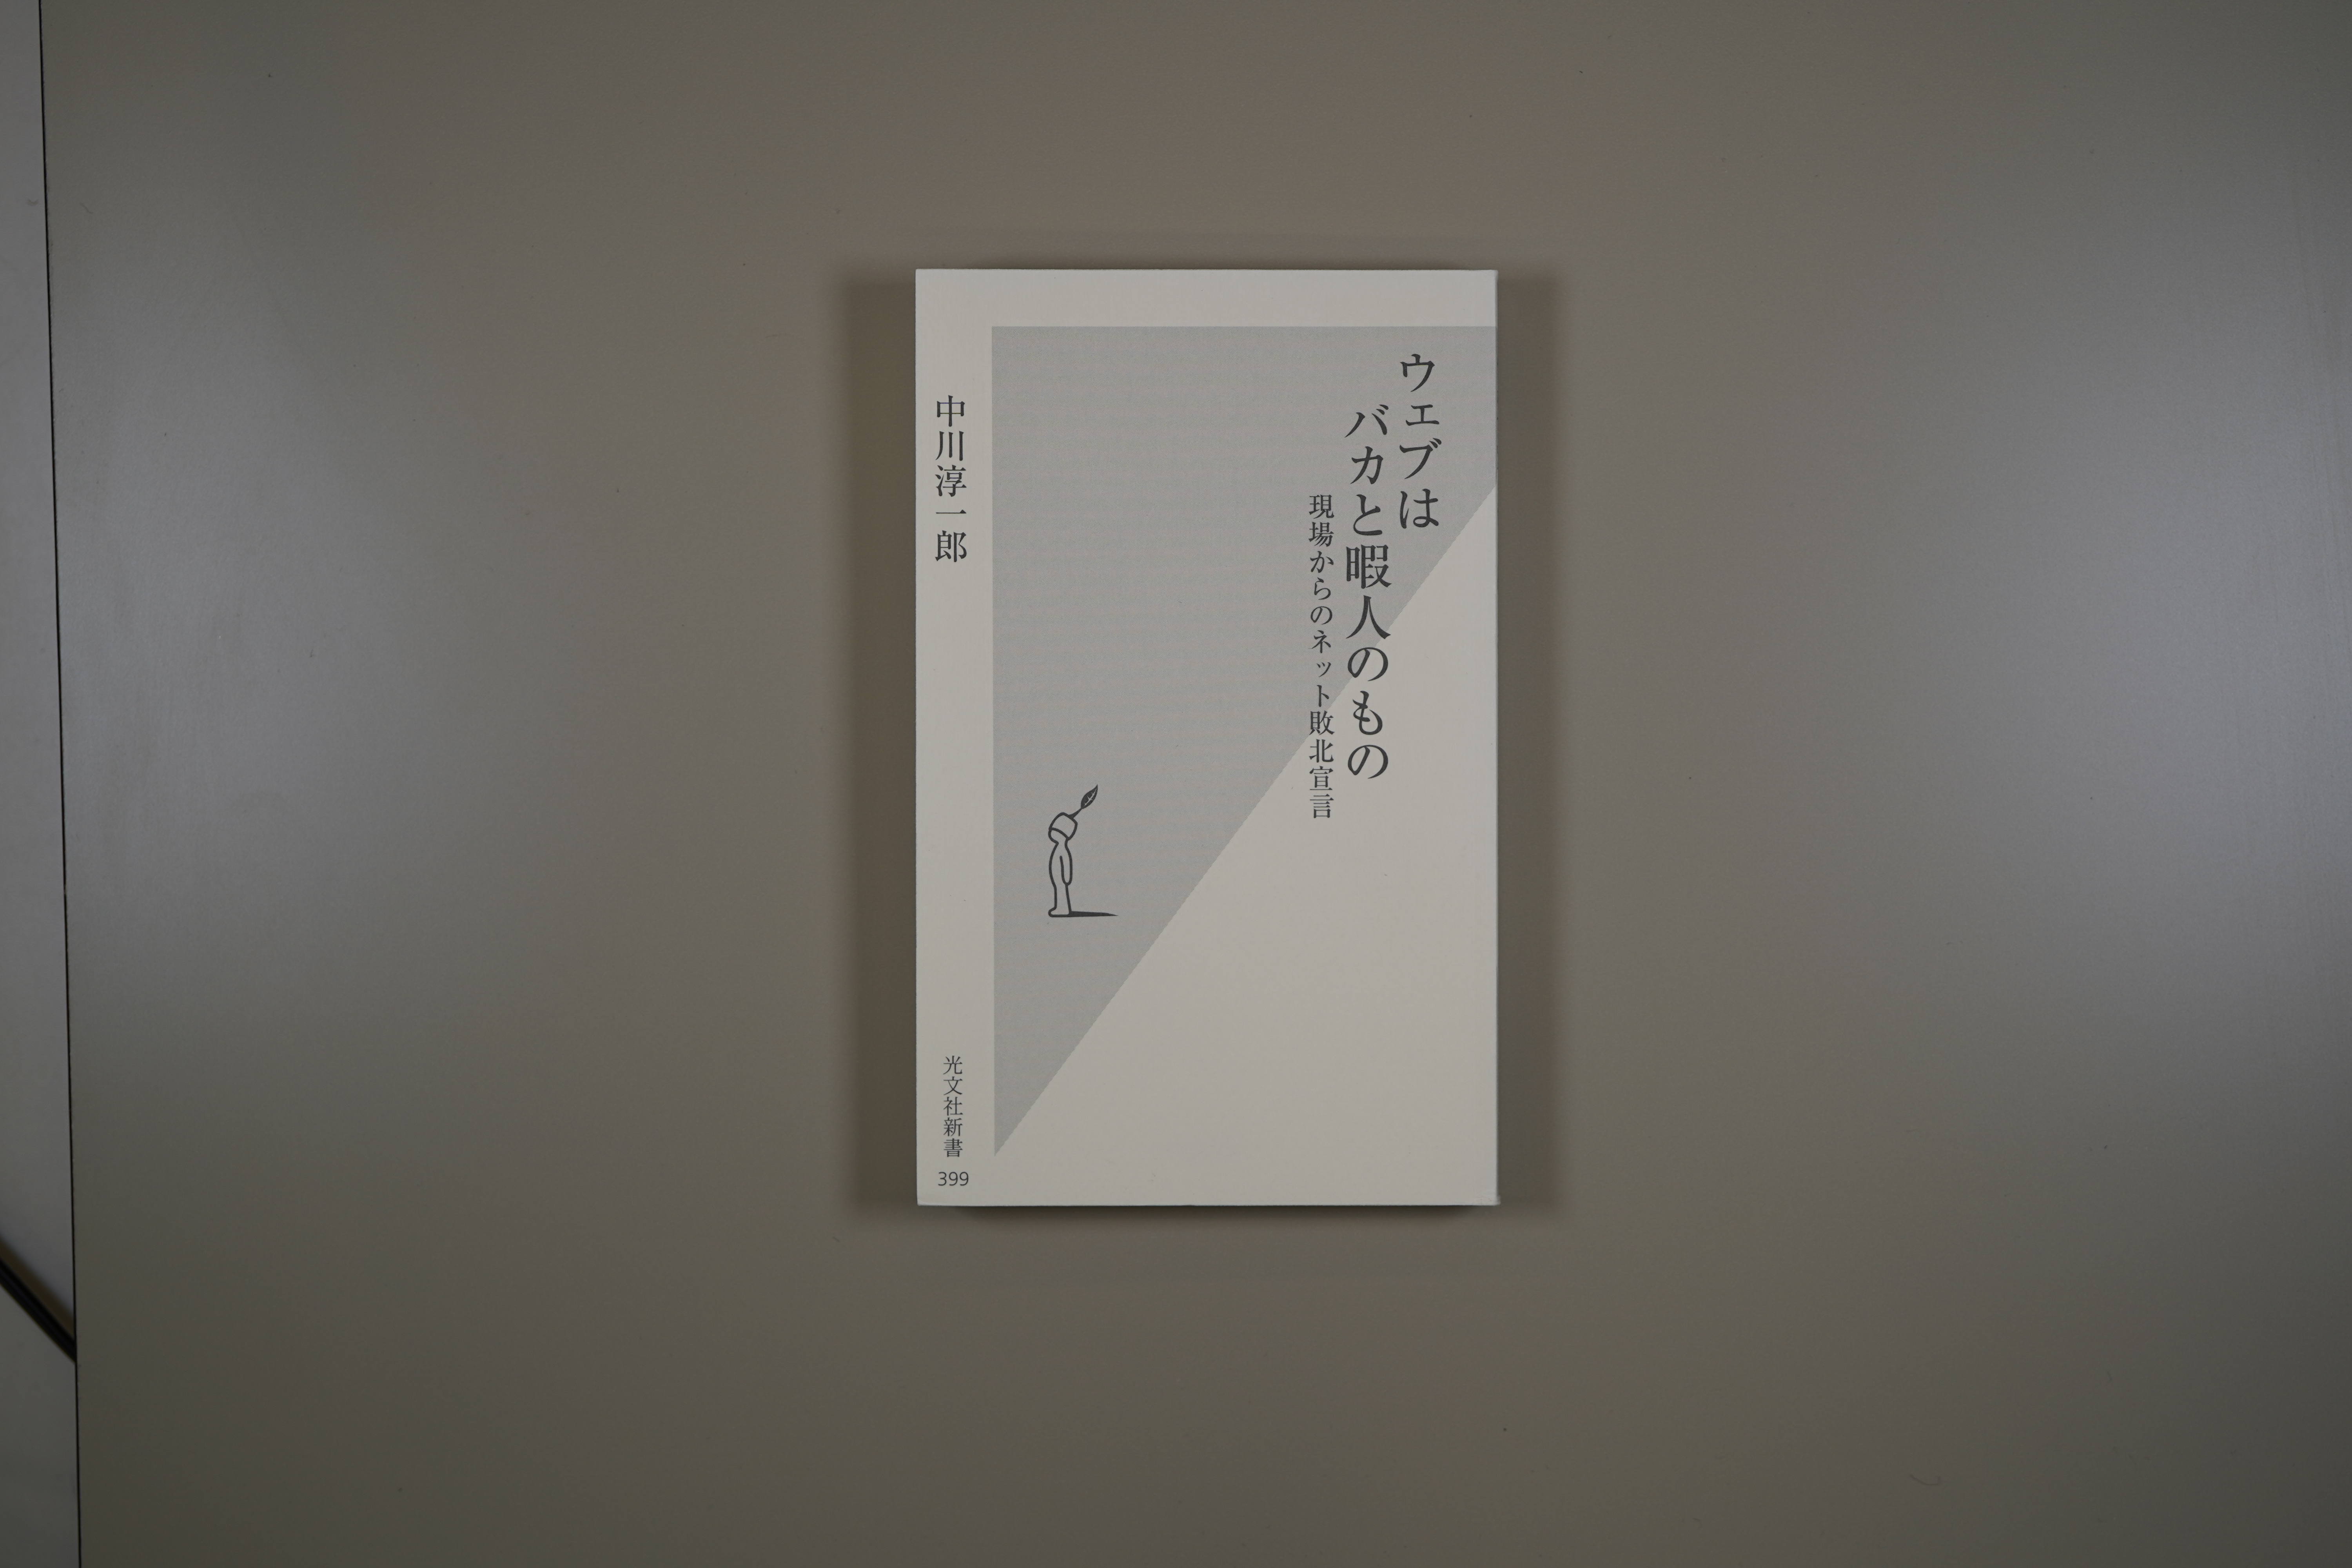 ウェブは
バカと暇人のもの
現場からのネット敗北宣言
中川淳一郎
光文社新書
399